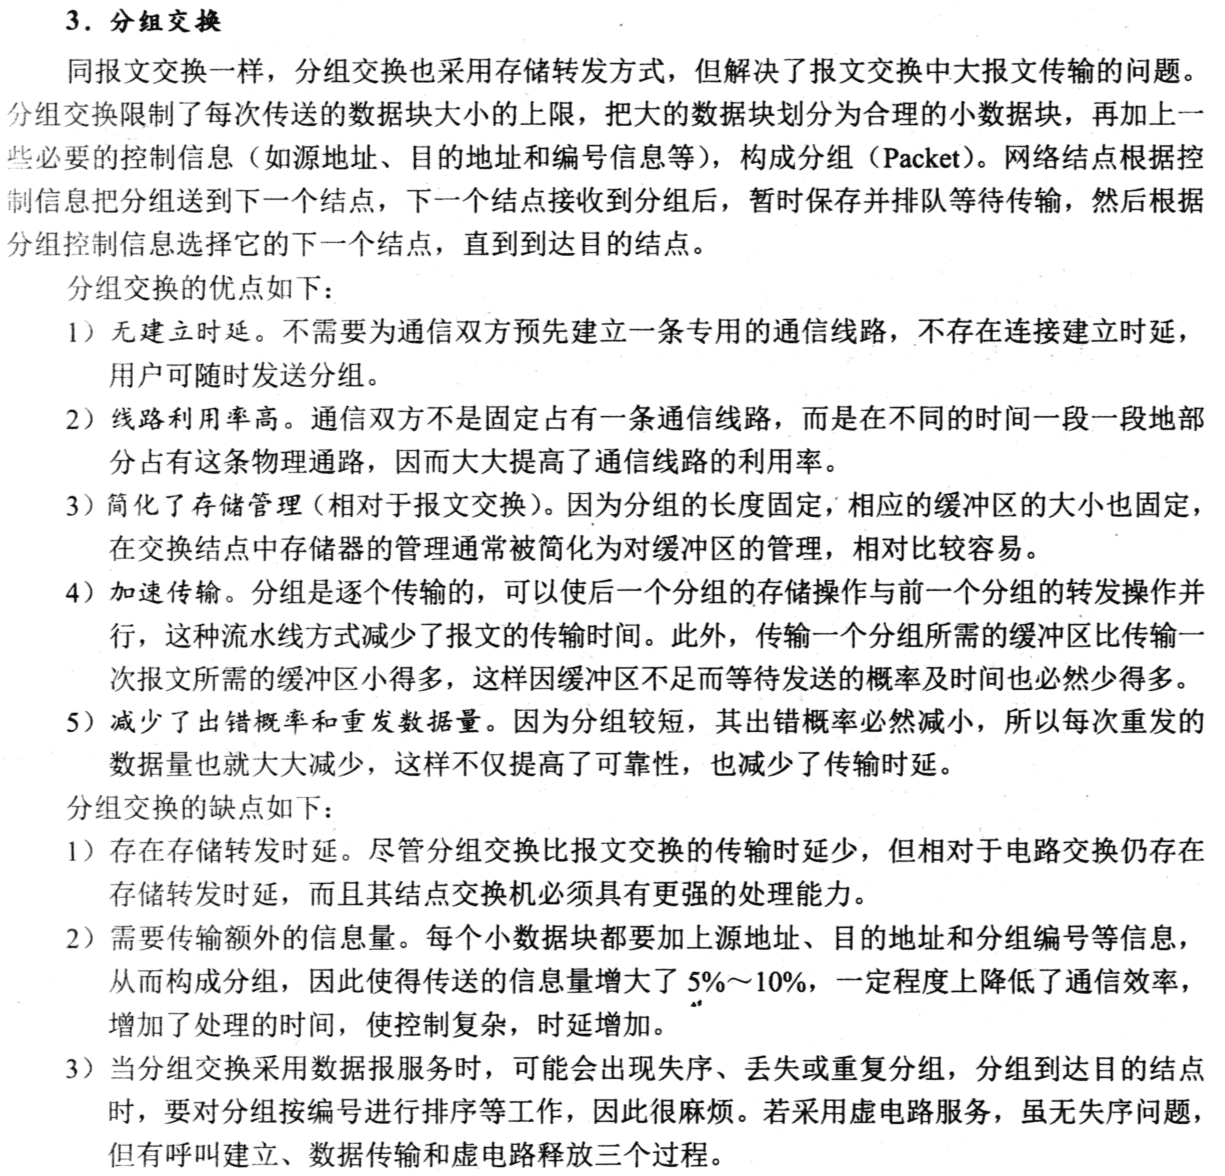 3．分组交换
同报文交换一样，分组交换也采用存储转发方式，但解决了报文交换中大报文传输的问题。
分组交换限制了每次传送的数据块大小的上限，把大的数据块划分为合理的小数据块，再加上一
些必要的控制信息（如源地址、目的地址和编号信息等），构成分组（Packet）。网络结点根据控
制信息把分组送到下一个结点，下一个结点接收到分组后，暂时保存并排队等待传输，然后根据
分组控制信息选择它的下一个结点，直到到达目的结点。
分组交换的优点如下：
1）无建立时延。不需要为通信双方预先建立一条专用的通信线路，不存在连接建立时延，
用户可随时发送分组。
2）线路利用率高。通信双方不是固定占有一条通信线路，而是在不同的时间一段一段地部
分占有这条物理通路，因而大大提高了通信线路的利用率。
3）简化了存储管理（相对于报文交换）。因为分组的长度固定，相应的缓冲区的大小也固定，
在交换结点中存储器的管理通常被简化为对缓冲区的管理，相对比较容易。
4）加速传输。分组是逐个传输的，可以使后一个分组的存储操作与前一个分组的转发操作并
行，这种流水线方式减少了报文的传输时间。此外，传输一个分组所需的缓冲区比传输一
次报文所需的缓冲区小得多，这样因缓冲区不足而等待发送的概率及时间也必然少得多。
5）减少了出错概率和重发数据量。因为分组较短，其出错概率必然减小，所以每次重发的
数据量也就大大减少，这样不仅提高了可靠性，也减少了传输时延。
分组交换的缺点如下：
1）存在存储转发时延。尽管分组交换比报文交换的传输时延少，但相对于电路交换仍存在
存储转发时延，而且其结点交换机必须具有更强的处理能力。
2）需要传输额外的信息量。每个小数据块都要加上源地址、目的地址和分组编号等信息，
从而构成分组，因此使得传送的信息量增大了 5%～10%，一定程度上降低了通信效率，
增加了处理的时间，使控制复杂，时延增加。
3）当分组交换采用数据报服务时，可能会出现失序、丢失或重复分组，分组到达目的结点
时，要对分组按编号进行排序等工作，因此很麻烦。若采用虚电路服务，虽无失序问题，
但有呼叫建立、数据传输和虚电路释放三个过程。